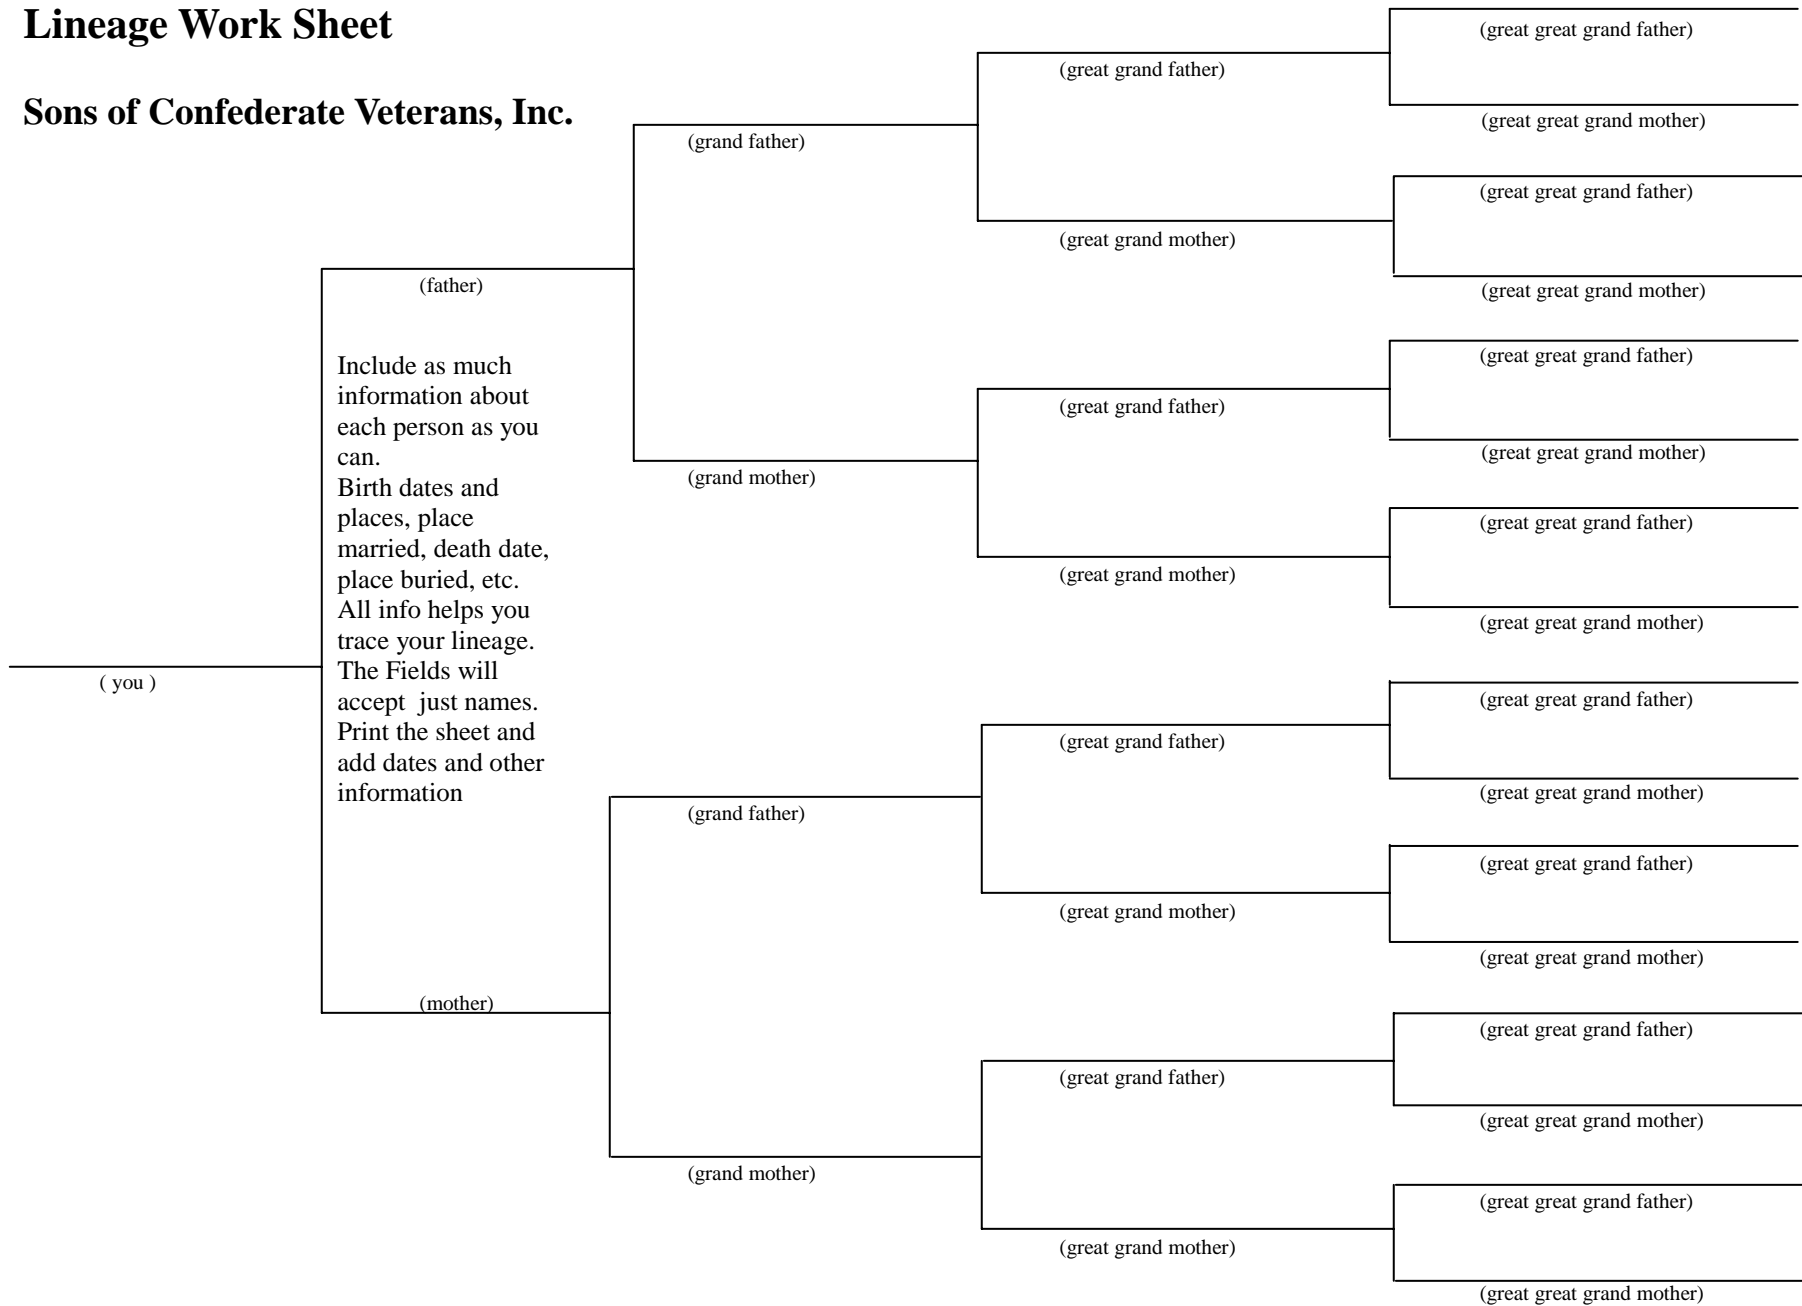 Lineage Work Sheet
Sons of Confederate Veterans, Inc.
( you )
(father)
Include as much
information about
each person as you
can.
Birth dates and
places, place
married, death date,
place buried, etc.
All info helps you
trace your lineage.
The Fields will
accept  just names.
Print the sheet and
add dates and other
information
(mother)
(grand father)
(grand mother)
(grand father)
(grand mother)
(great grand father)
(great grand mother)
(great grand father)
(great grand mother)
(great grand father)
(great grand mother)
(great grand father)
(great grand mother)
(great great grand father)
(great great grand mother)
(great great grand father)
(great great grand mother)
(great great grand father)
(great great grand mother)
(great great grand father)
(great great grand mother)
(great great grand father)
(great great grand mother)
(great great grand father)
(great great grand mother)
(great great grand father)
(great great grand mother)
(great great grand father)
(great great grand mother)